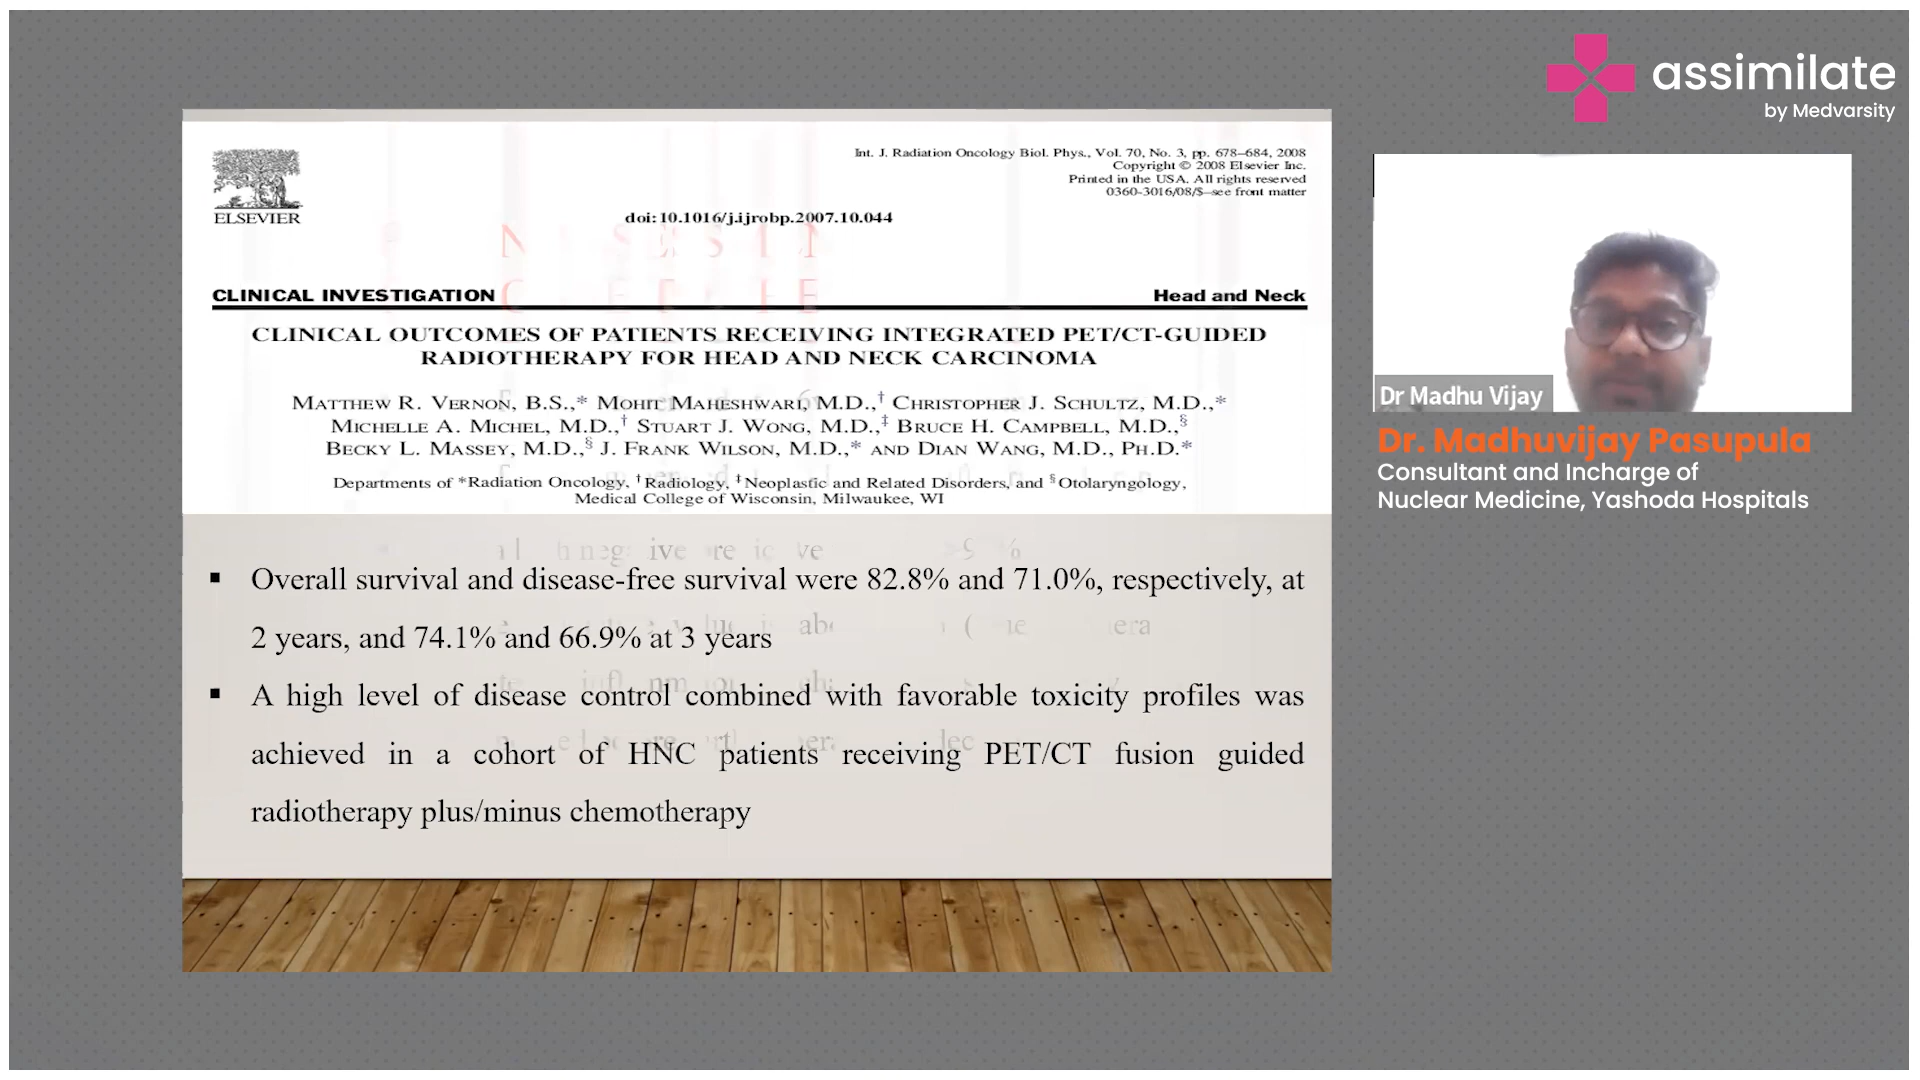 assimilate
by Medvarsity
ELSEVIER
Int. J. Radiation Oncology Biol. Phys., Vol. 70, No. 3, pp. 678–684, 2008
Copyright © 2008 Elsevier Inc.
Printed in the USA. All rights reserved
0360-3016/08/$–see front matter
doi:10.1016/j.ijrobp.2007.10.044
CLINICAL INVESTIGATION Head and Neck
CLINICAL OUTCOMES OF PATIENTS RECEIVING INTEGRATED PET/CT-GUIDED
RADIOTHERAPY FOR HEAD AND NECK CARCINOMA
MATTHEW R. VERNON, B.S.,* MOHIT MAHESHWARI, M.D.,† CHRISTOPHER J. SCHULTZ, M.D.,*
MICHELLE A. MICHEL, M.D.,† STUART J. WONG, M.D.,‡ BRUCE H. CAMPBELL, M.D.,§
BECKY L. MASSEY, M.D.,§ J. FRANK WILSON, M.D.,* AND DIAN WANG, M.D., PH.D.*
Departments of *Radiation Oncology, †Radiology, ‡Neoplastic and Related Disorders, and §Otolaryngology,
Medical College of Wisconsin, Milwaukee, WI
▪ Overall survival and disease-free survival were 82.8% and 71.0%, respectively, at
2 years, and 74.1% and 66.9% at 3 years
▪ A high level of disease control combined with favorable toxicity profiles was
achieved in a cohort of HNC patients receiving PET/CT fusion guided
radiotherapy plus/minus chemotherapy
Dr Madhu Vijay
Dr. Madhuvijay Pasupula
Consultant and Incharge of
Nuclear Medicine, Yashoda Hospitals